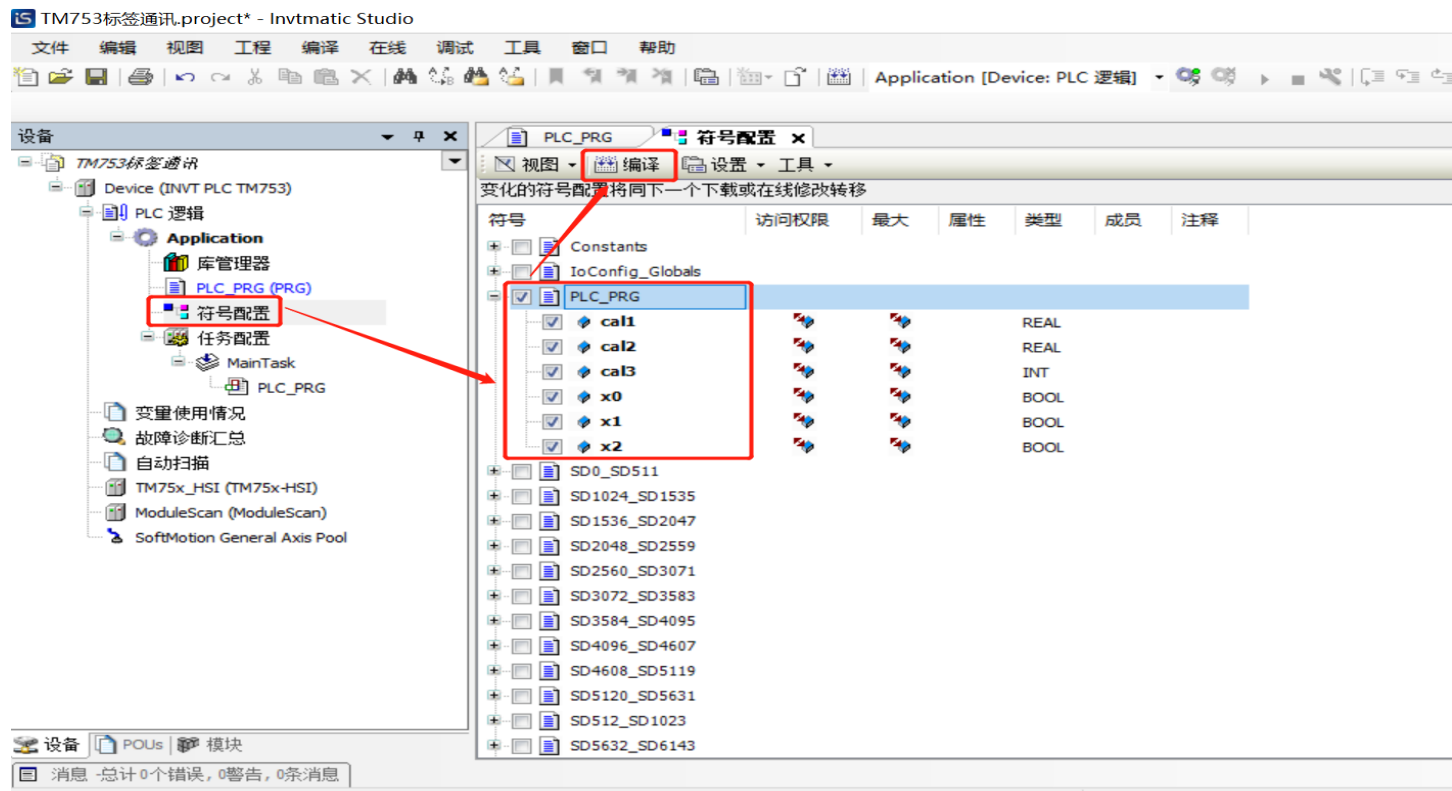 TM753标签通讯.project* - Invtmatic Studio
文件 编辑 视图 工程 编译 在线 调试 工具 窗口 帮助
Application [Device: PLC 逻辑]
设备
PLC_PRG 符号配置
TM753标签通讯
视图 编译 设置 工具
Device (INVT PLC TM753)
变化的符号配置将同下一个下载或在线修改转移
PLC 逻辑
符号 访问权限 最大 属性 类型 成员 注释
Application
Constants
库管理器
IoConfig_Globals
PLC_PRG (PRG)
PLC_PRG
符号配置
cal1 REAL
任务配置
cal2 REAL
MainTask
cal3 INT
PLC_PRG
x0 BOOL
变量使用情况
x1 BOOL
故障诊断汇总
x2 BOOL
自动扫描
SD0_SD511
TM75x_HSI (TM75x-HSI)
SD1024_SD1535
ModuleScan (ModuleScan)
SD1536_SD2047
SoftMotion General Axis Pool
SD2048_SD2559
SD2560_SD3071
SD3072_SD3583
SD3584_SD4095
SD4096_SD4607
SD4608_SD5119
SD5120_SD5631
SD512_SD1023
设备 POUs 模块
SD5632_SD6143
消息 -总计0个错误, 0警告, 0条消息